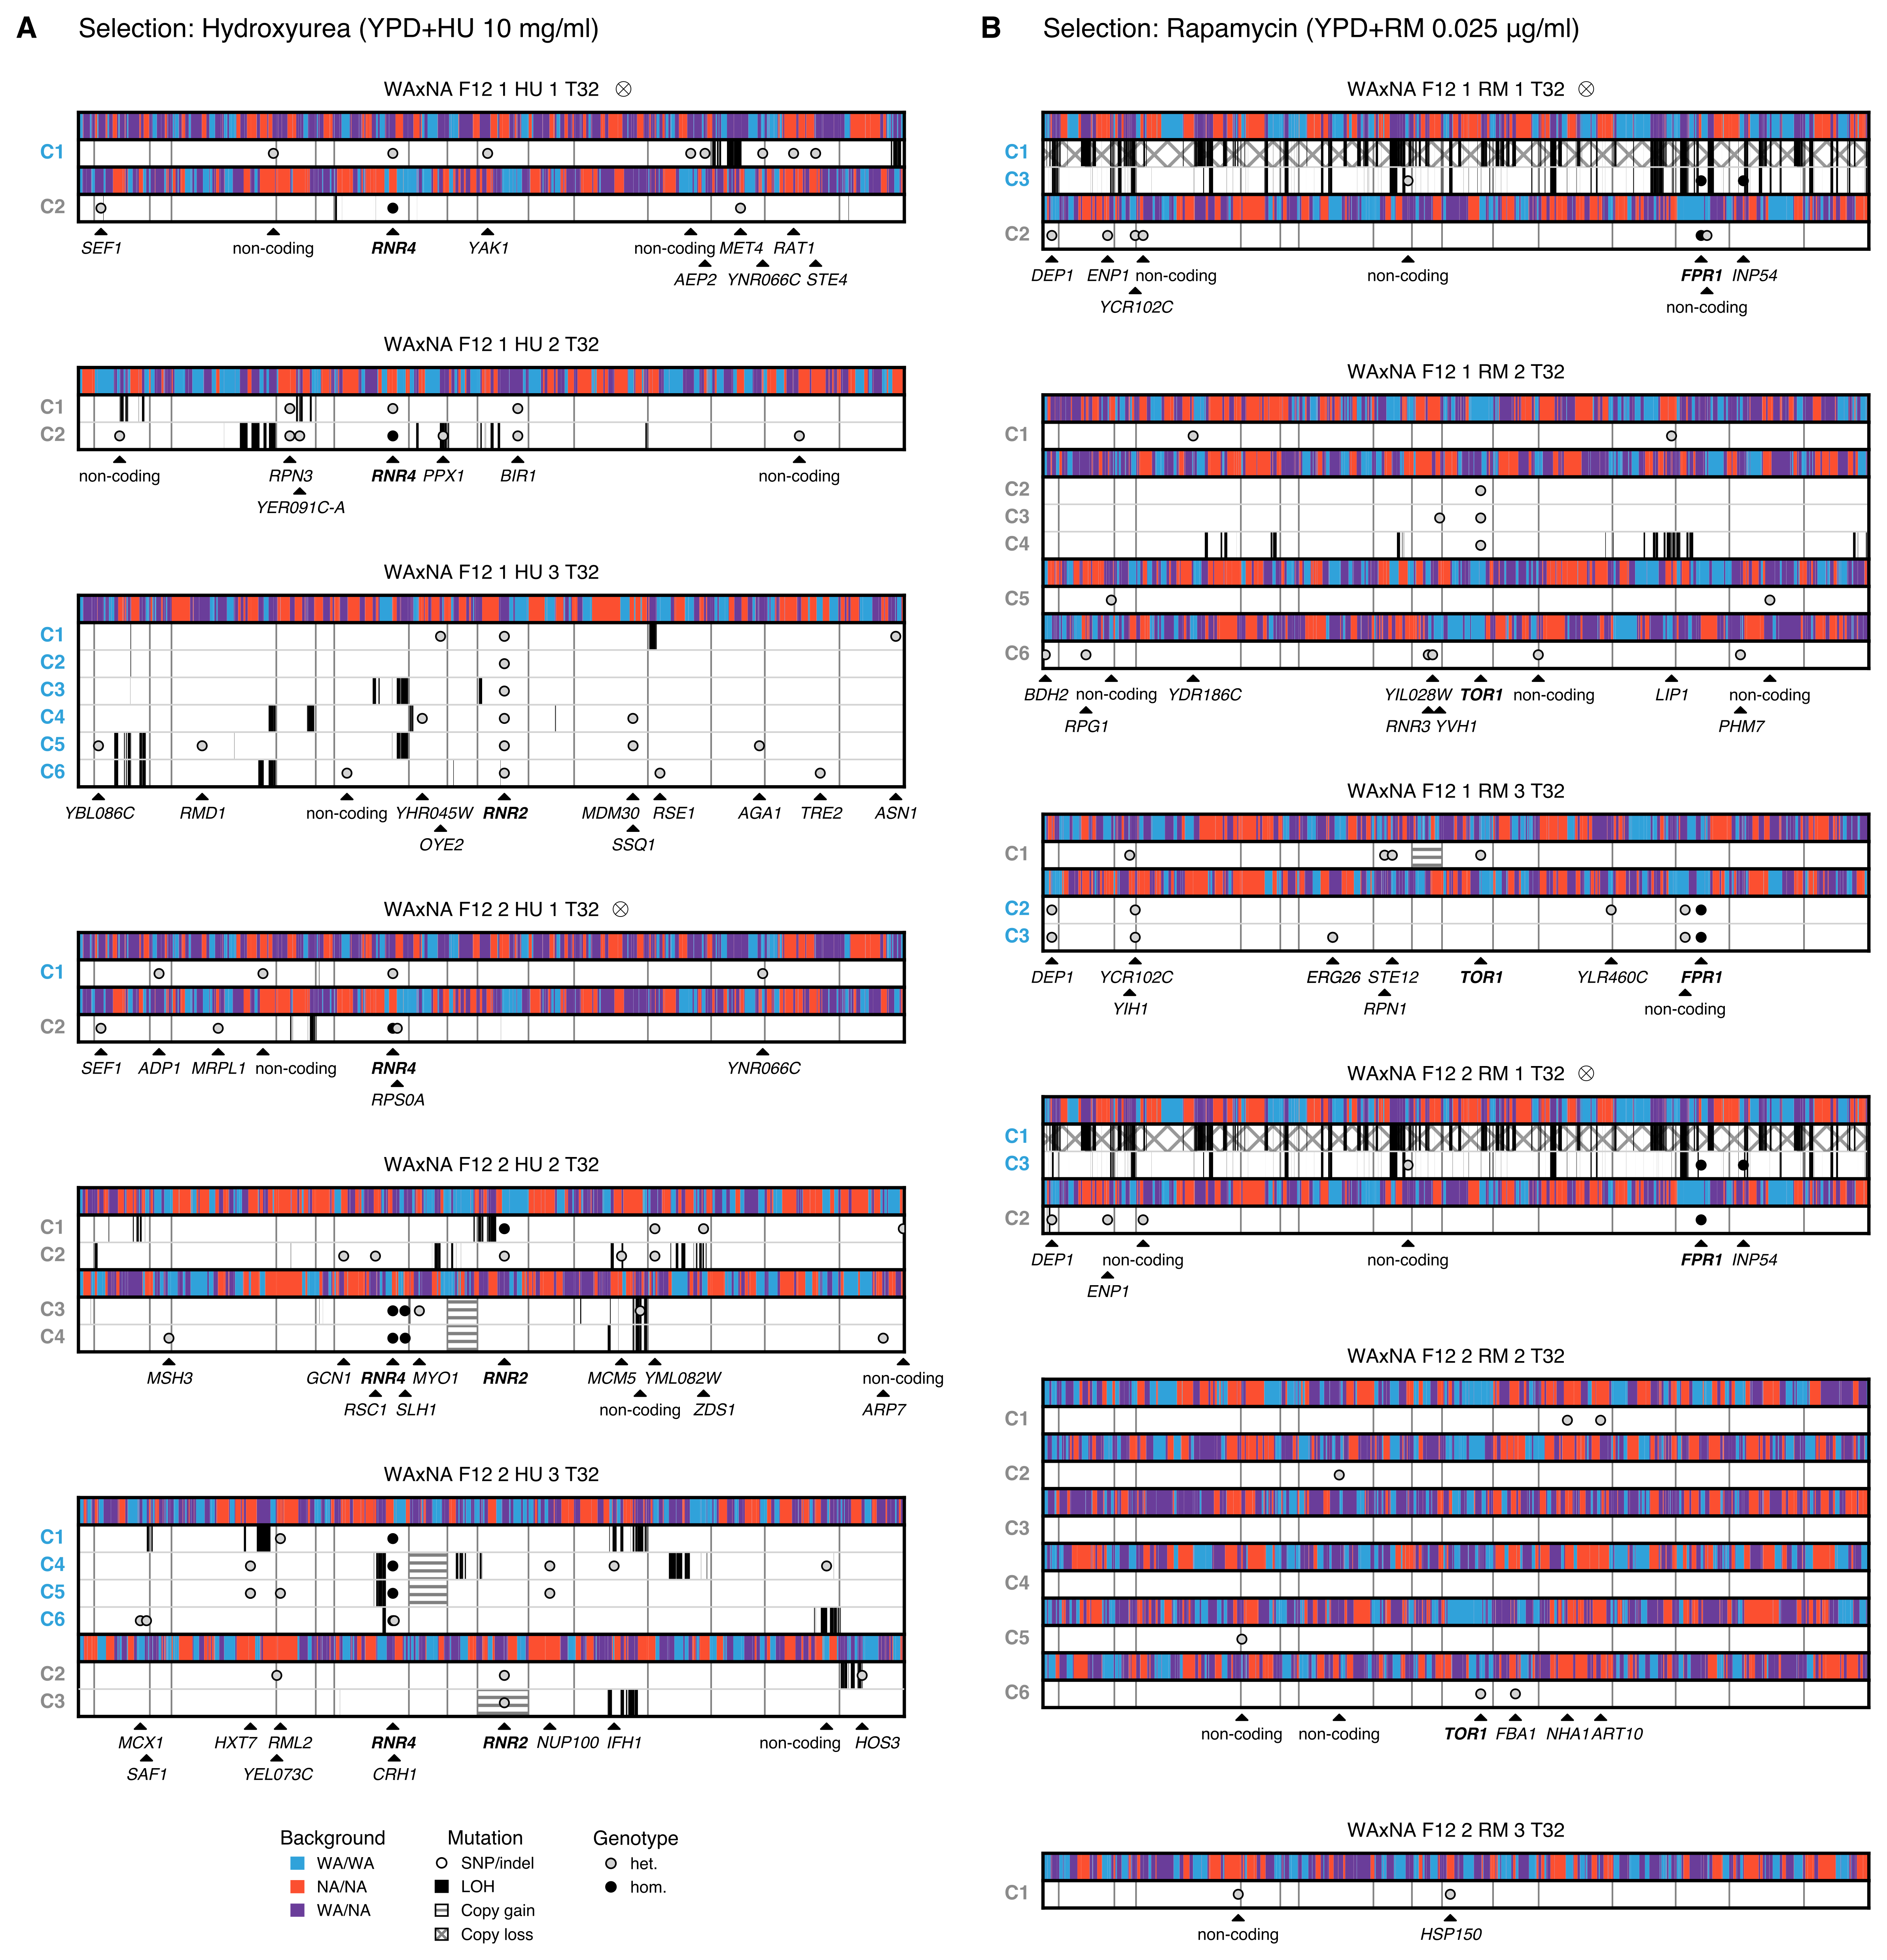 A Selection: Hydroxyurea (YPD+HU 10 mg/ml)
WAxNA F12 1 HU 1 T32 ⊗
C1
C2
SEF1 non-coding RNR4 YAK1 non-coding MET4 RAT1
AEP2 YNR066C STE4
WAxNA F12 1 HU 2 T32
C1
C2
non-coding RPN3 RNR4 PPX1 BIR1 non-coding
YER091C-A
WAxNA F12 1 HU 3 T32
C1
C2
C3
C4
C5
C6
YBL086C RMD1 non-coding YHR045W RNR2 MDM30 RSE1 AGA1 TRE2 ASN1
OYE2 SSQ1
WAxNA F12 2 HU 1 T32 ⊗
C1
C2
SEF1 ADP1 MRPL1 non-coding RNR4 YNR066C
RPS0A
WAxNA F12 2 HU 2 T32
C1
C2
C3
C4
MSH3 GCN1 RNR4 MYO1 RNR2 MCM5 YML082W non-coding
RSC1 SLH1 non-coding ZDS1 ARP7
WAxNA F12 2 HU 3 T32
C1
C4
C5
C6
C2
C3
MCX1 HXT7 RML2 RNR4 RNR2 NUP100 IFH1 non-coding HOS3
SAF1 YEL073C CRH1
Background Mutation Genotype
WA/WA SNP/indel het.
NA/NA LOH hom.
WA/NA Copy gain
Copy loss
B Selection: Rapamycin (YPD+RM 0.025 μg/ml)
WAxNA F12 1 RM 1 T32 ⊗
C1
C3
C2
DEP1 ENP1 non-coding non-coding FPR1 INP54
YCR102C non-coding
WAxNA F12 1 RM 2 T32
C1
C2
C3
C4
C5
C6
BDH2 non-coding YDR186C YIL028W TOR1 non-coding LIP1 non-coding
RPG1 RNR3 YVH1 PHM7
WAxNA F12 1 RM 3 T32
C1
C2
C3
DEP1 YCR102C ERG26 STE12 TOR1 YLR460C FPR1
YIH1 RPN1 non-coding
WAxNA F12 2 RM 1 T32 ⊗
C1
C3
C2
DEP1 non-coding non-coding FPR1 INP54
ENP1
WAxNA F12 2 RM 2 T32
C1
C2
C3
C4
C5
C6
non-coding non-coding TOR1 FBA1 NHA1 ART10
WAxNA F12 2 RM 3 T32
C1
non-coding HSP150